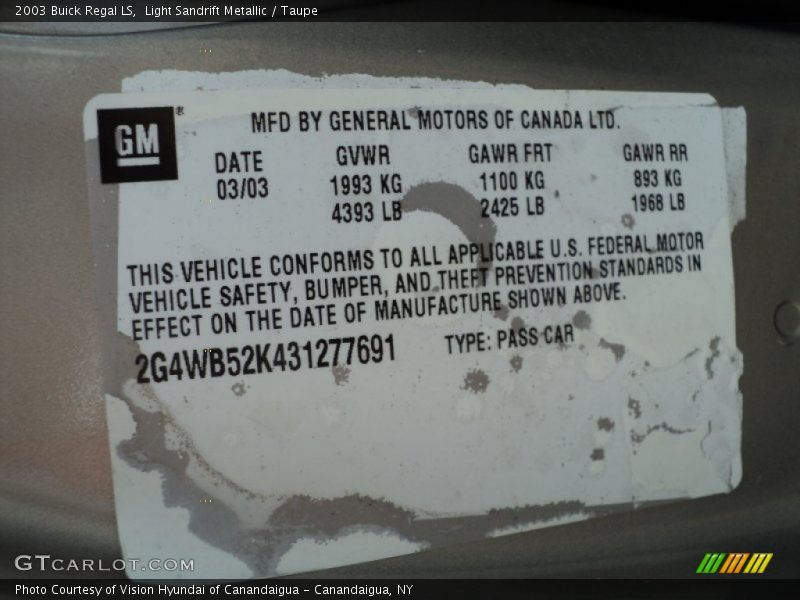 2003 Buick Regal LS,  Light Sandrift Metallic / Taupe
GM
MFD BY GENERAL MOTORS OF CANADA LTD.
DATE GVWR GAWR FRT GAWR RR
03/03 1993 KG 1100 KG 893 KG
4393 LB 2425 LB 1968 LB
THIS VEHICLE CONFORMS TO ALL APPLICABLE U.S. FEDERAL MOTOR
VEHICLE SAFETY, BUMPER, AND THEFT PREVENTION STANDARDS IN
EFFECT ON THE DATE OF MANUFACTURE SHOWN ABOVE.
2G4WB52K431277691 TYPE: PASS CAR
GTCARLOT.COM
Photo Courtesy of Vision Hyundai of Canandaigua - Canandaigua, NY